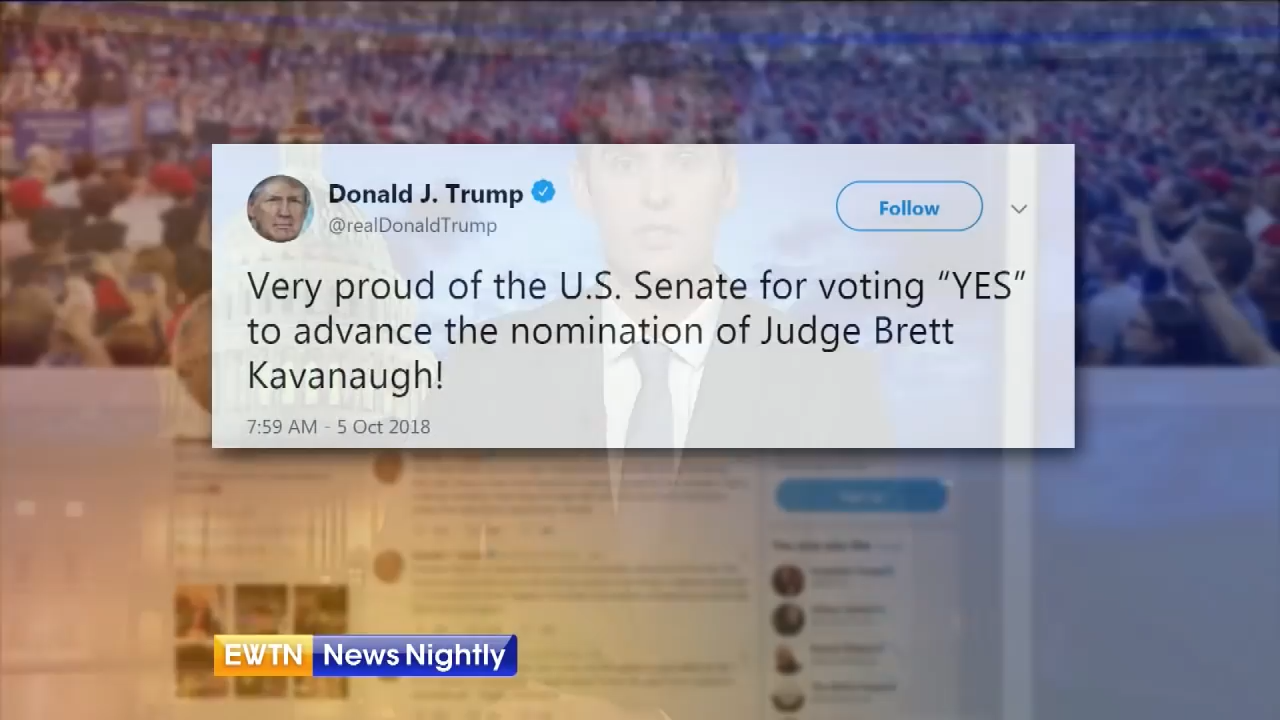 Donald J. Trump
@realDonaldTrump
Follow
Very proud of the U.S. Senate for voting “YES”
to advance the nomination of Judge Brett
Kavanaugh!
7:59 AM - 5 Oct 2018
EWTN News Nightly